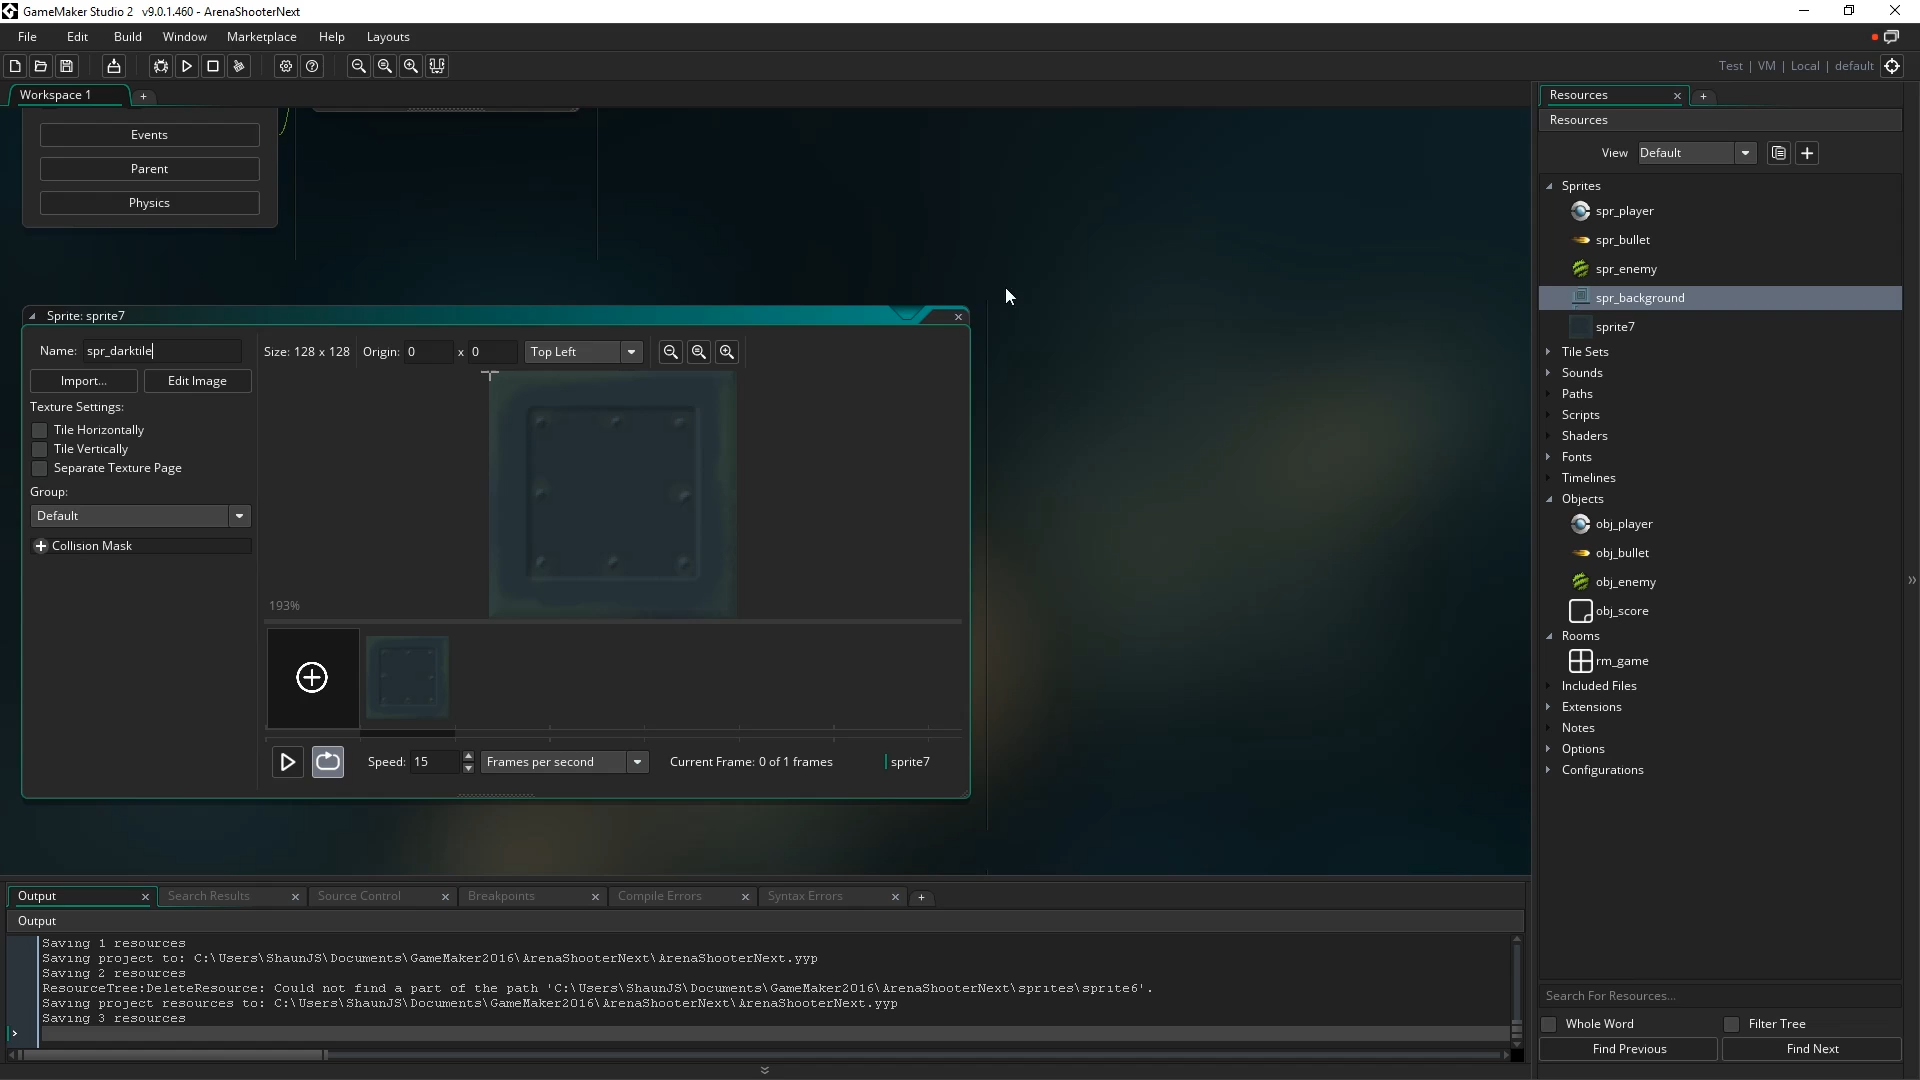 GameMaker Studio 2   v9.0.1.460 - ArenaShooterNext
File Edit Build Window Marketplace Help Layouts
Test | VM | Local | default
Workspace 1
Events
Parent
Physics
Sprite: sprite7
Name: spr_darktile
Size: 128 x 128 Origin: 0 x 0 Top Left
Import... Edit Image
Texture Settings:
Tile Horizontally
Tile Vertically
Separate Texture Page
Group:
Default
Collision Mask
193%
Speed: 15 Frames per second Current Frame: 0 of 1 frames sprite7
Output Search Results Source Control Breakpoints Compile Errors Syntax Errors
Output
Saving 1 resources
Saving project to: C:\Users\ShaunJS\Documents\GameMaker2016\ArenaShooterNext\ArenaShooterNext.yyp
Saving 2 resources
ResourceTree:DeleteResource: Could not find a part of the path 'C:\Users\ShaunJS\Documents\GameMaker2016\ArenaShooterNext\sprites\sprite6'.
Saving project resources to: C:\Users\ShaunJS\Documents\GameMaker2016\ArenaShooterNext\ArenaShooterNext.yyp
Saving 3 resources
Resources
Resources
View Default
Sprites
spr_player
spr_bullet
spr_enemy
spr_background
sprite7
Tile Sets
Sounds
Paths
Scripts
Shaders
Fonts
Timelines
Objects
obj_player
obj_bullet
obj_enemy
obj_score
Rooms
rm_game
Included Files
Extensions
Notes
Options
Configurations
Search For Resources...
Whole Word Filter Tree
Find Previous Find Next